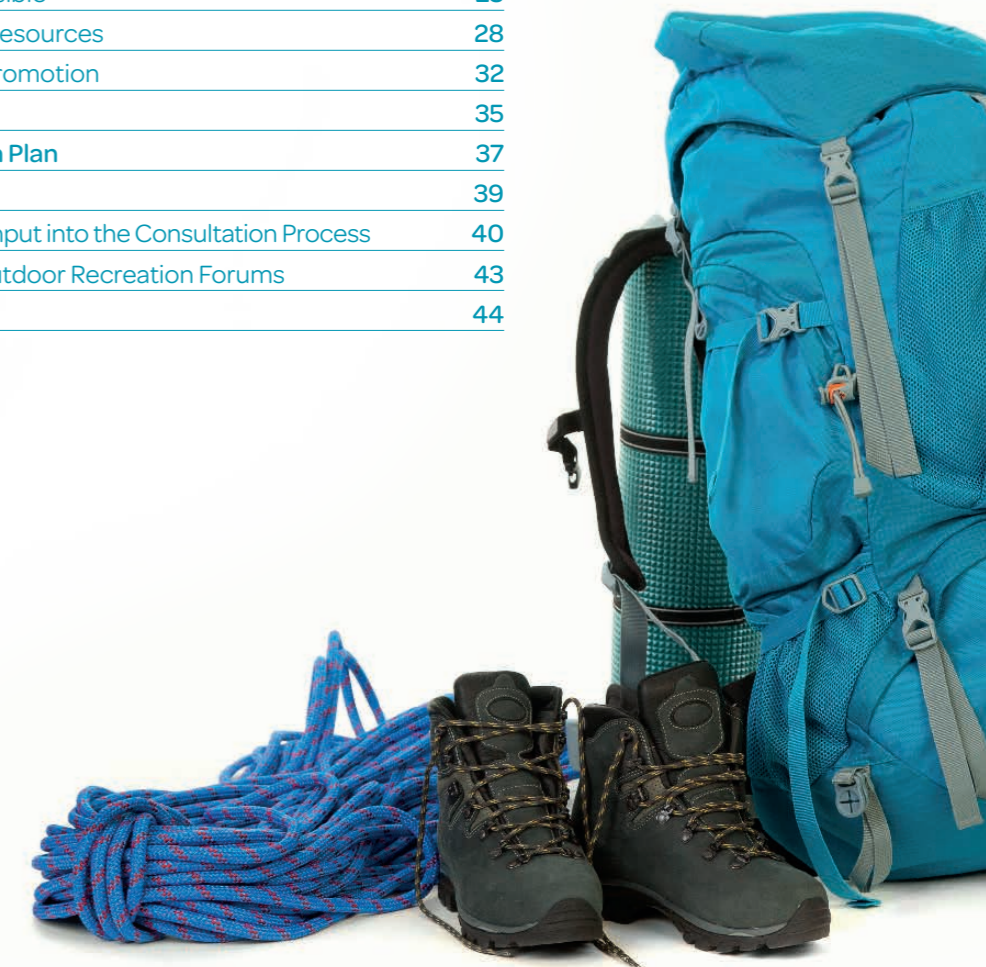 esources 28
romotion 32
35
Plan 37
39
nput into the Consultation Process 40
utdoor Recreation Forums 43
44